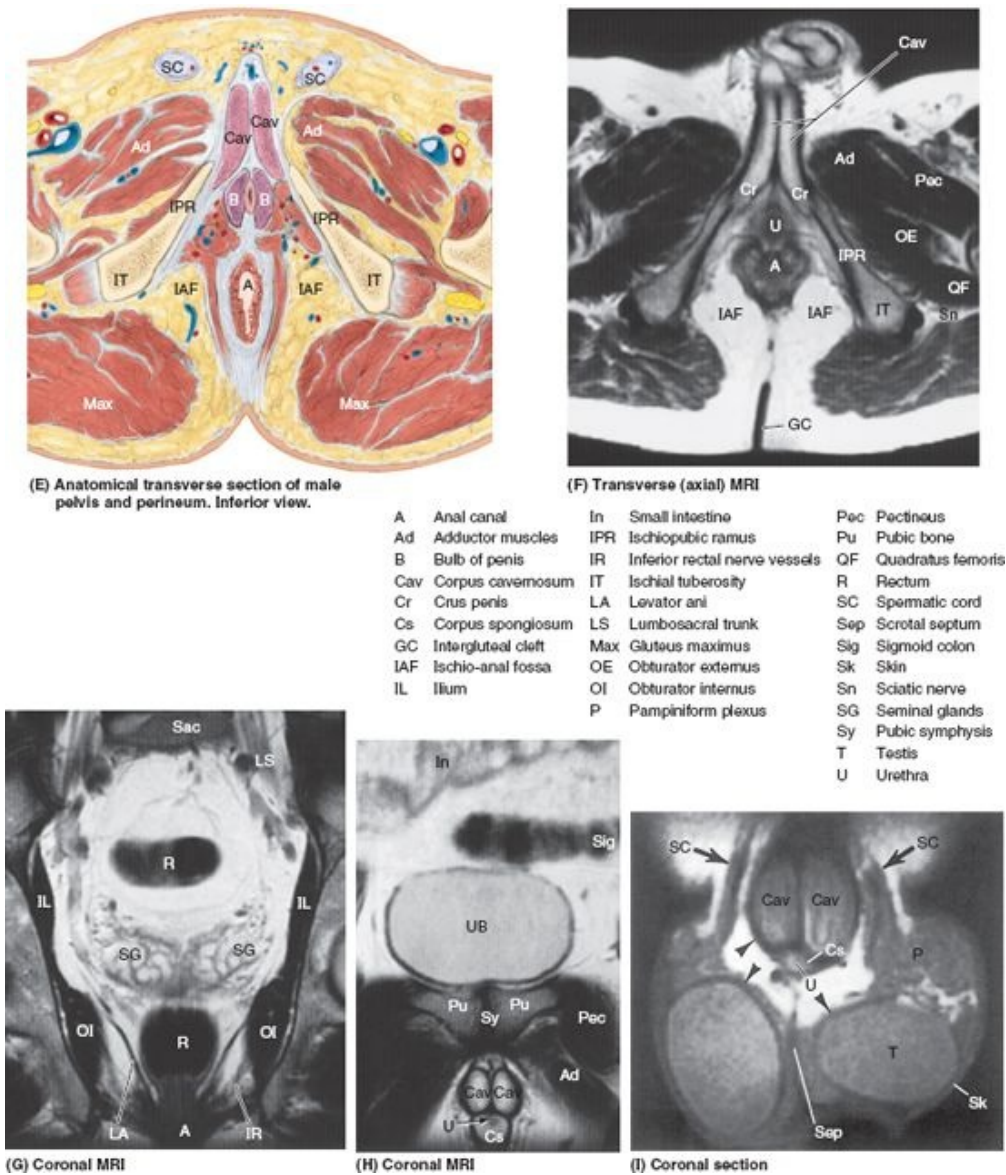 SC
SC
Cav
Cav
Ad
Ad
IPR
B
B
IPR
IT
IAF
A
IAF
IT
Max
Max
(E) Anatomical transverse section of male
pelvis and perineum. Inferior view.
Cav
Ad
Pec
Cr
Cr
U
OE
IPR
A
QF
IAF
IAF
IT
Sn
GC
(F) Transverse (axial) MRI
A Anal canal
Ad Adductor muscles
B Bulb of penis
Cav Corpus cavernosum
Cr Crus penis
Cs Corpus spongiosum
GC Intergluteal cleft
IAF Ischio-anal fossa
IL Ilium
In Small intestine
IPR Ischiopubic ramus
IR Inferior rectal nerve vessels
IT Ischial tuberosity
LA Levator ani
LS Lumbosacral trunk
Max Gluteus maximus
OE Obturator externus
OI Obturator internus
P Pampiniform plexus
Pec Pectineus
Pu Pubic bone
QF Quadratus femoris
R Rectum
SC Spermatic cord
Sep Scrotal septum
Sig Sigmoid colon
Sk Skin
Sn Sciatic nerve
SG Seminal glands
Sy Pubic symphysis
T Testis
U Urethra
Sac
LS
R
IL
IL
SG
SG
OI
R
OI
LA
A
IR
(G) Coronal MRI
In
Sig
UB
Pu
Pu
Sy
Pec
Ad
Cav
Cav
U
Cs
(H) Coronal MRI
SC
SC
Cav
Cav
Cs
P
U
T
Sk
Sep
(I) Coronal section